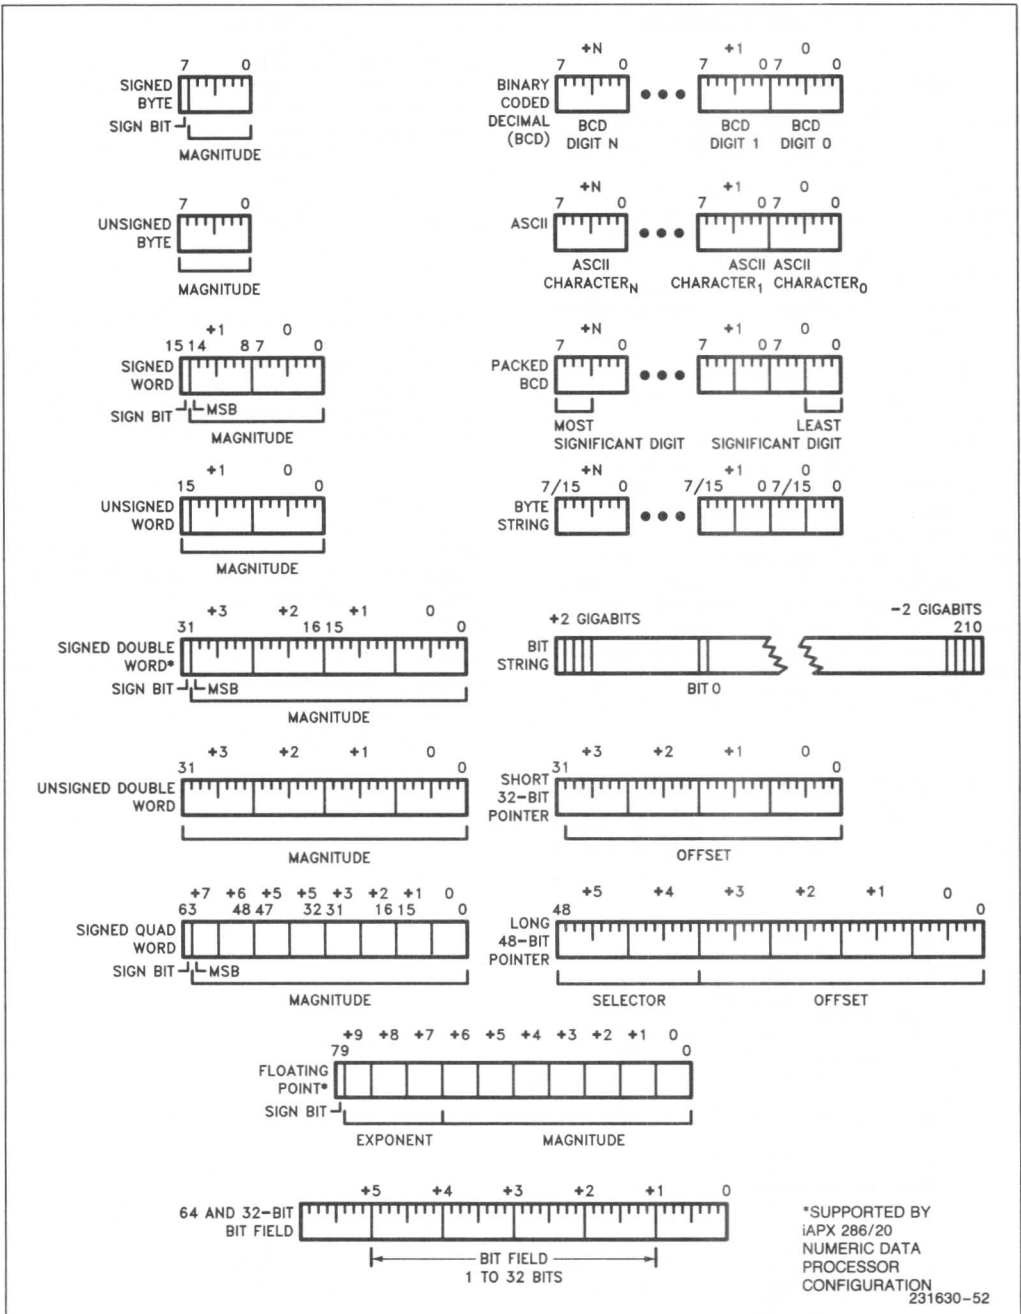 7 0
SIGNED
BYTE
SIGN BIT
MAGNITUDE
+N +1 0
7 0 7 0 7 0
BINARY
CODED
DECIMAL
(BCD)
BCD
DIGIT N
BCD
DIGIT 1
BCD
DIGIT 0
7 0
UNSIGNED
BYTE
MAGNITUDE
+N +1 0
7 0 7 0 7 0
ASCII
ASCII
CHARACTERN
ASCII
CHARACTER1
ASCII
CHARACTER0
+1 0
15 14 8 7 0
SIGNED
WORD
SIGN BIT
MSB
MAGNITUDE
+N +1 0
7 0 7 0 7 0
PACKED
BCD
MOST
SIGNIFICANT DIGIT
LEAST
SIGNIFICANT DIGIT
+1 0
15 0
UNSIGNED
WORD
MAGNITUDE
+N +1 0
7/15 0 7/15 0 7/15 0
BYTE
STRING
+3 +2 +1 0
31 16 15 0
SIGNED DOUBLE
WORD*
SIGN BIT
MSB
MAGNITUDE
+2 GIGABITS -2 GIGABITS
210
BIT
STRING
BIT 0
+3 +2 +1 0
31 0
UNSIGNED DOUBLE
WORD
MAGNITUDE
+3 +2 +1 0
31 0
SHORT
32-BIT
POINTER
OFFSET
+7 +6 +5 +5 +3 +2 +1 0
63 48 47 32 31 16 15 0
SIGNED QUAD
WORD
SIGN BIT
MSB
MAGNITUDE
+5 +4 +3 +2 +1 0
48 0
LONG
48-BIT
POINTER
SELECTOR OFFSET
+9 +8 +7 +6 +5 +4 +3 +2 +1 0
79 0
FLOATING
POINT*
SIGN BIT
EXPONENT MAGNITUDE
+5 +4 +3 +2 +1 0
64 AND 32-BIT
BIT FIELD
BIT FIELD
1 TO 32 BITS
*SUPPORTED BY
iAPX 286/20
NUMERIC DATA
PROCESSOR
CONFIGURATION
231630-52